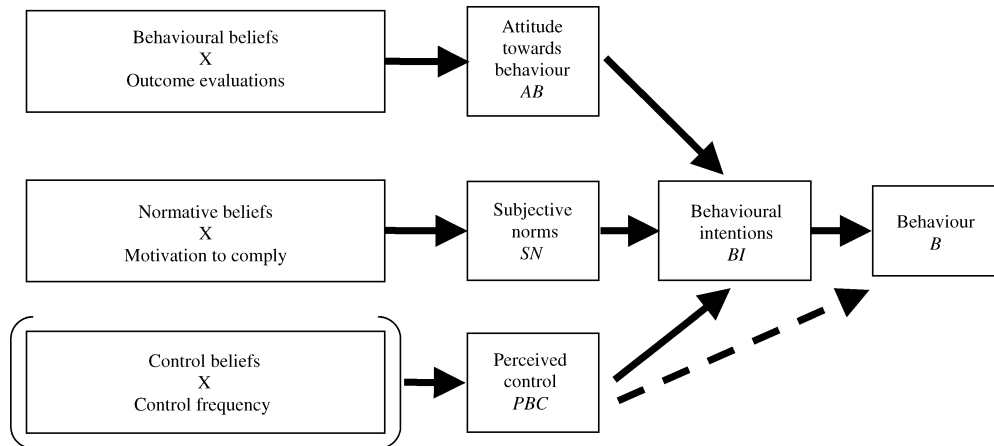 Behavioural beliefs
X
Outcome evaluations
Attitude
towards
behaviour
AB
Normative beliefs
X
Motivation to comply
Subjective
norms
SN
Behavioural
intentions
BI
Behaviour
B
Control beliefs
X
Control frequency
Perceived
control
PBC